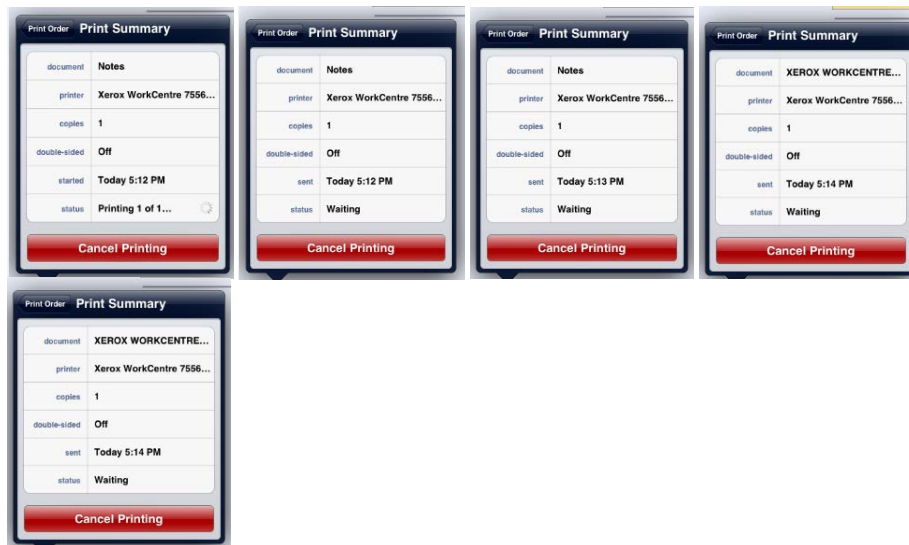 Print Order Print Summary
document Notes
printer Xerox WorkCentre 7556...
copies 1
double-sided Off
started Today 5:12 PM
status Printing 1 of 1...
Cancel Printing
Print Order Print Summary
document Notes
printer Xerox WorkCentre 7556...
copies 1
double-sided Off
sent Today 5:12 PM
status Waiting
Cancel Printing
Print Order Print Summary
document Notes
printer Xerox WorkCentre 7556...
copies 1
double-sided Off
sent Today 5:13 PM
status Waiting
Cancel Printing
Print Order Print Summary
document XEROX WORKCENTRE...
printer Xerox WorkCentre 7556...
copies 1
double-sided Off
sent Today 5:14 PM
status Waiting
Cancel Printing
Print Order Print Summary
document XEROX WORKCENTRE...
printer Xerox WorkCentre 7556...
copies 1
double-sided Off
sent Today 5:14 PM
status Waiting
Cancel Printing